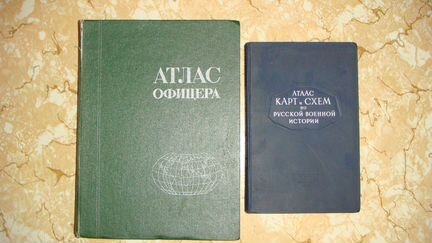 АТЛАС
ОФИЦЕРА
АТЛАС
КАРТ и СХЕМ
ПО
РУССКОЙ ВОЕННОЙ
ИСТОРИИ